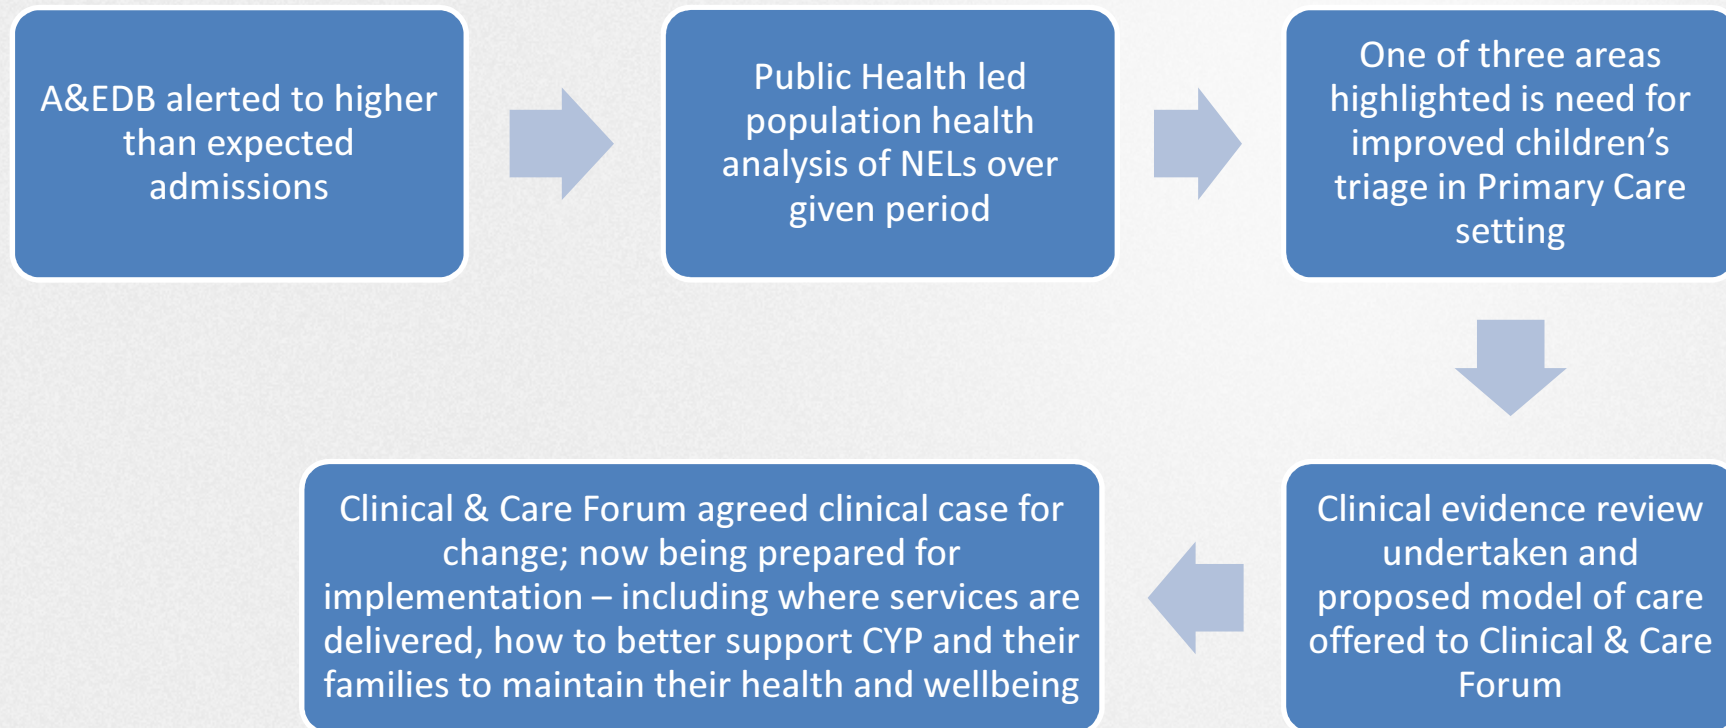 A&EDB alerted to higher
than expected
admissions
Public Health led
population health
analysis of NELs over
given period
One of three areas
highlighted is need for
improved children’s
triage in Primary Care
setting
Clinical evidence review
undertaken and
proposed model of care
offered to Clinical & Care
Forum
Clinical & Care Forum agreed clinical case for
change; now being prepared for
implementation – including where services are
delivered, how to better support CYP and their
families to maintain their health and wellbeing